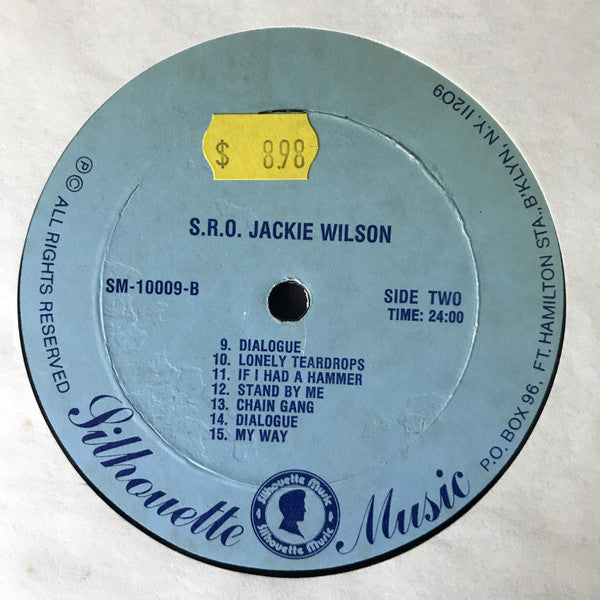 $ 8.98
S.R.O. JACKIE WILSON
SM-10009-B
SIDE TWO
TIME: 24:00
9. DIALOGUE
10. LONELY TEARDROPS
11. IF I HAD A HAMMER
12. STAND BY ME
13. CHAIN GANG
14. DIALOGUE
15. MY WAY
Ⓟ © ALL RIGHTS RESERVED
Silhouette Music
Silhouette Music
Silhouette Music
P.O. BOX 96, FT. HAMILTON STA., B'KLYN, N.Y. 11209